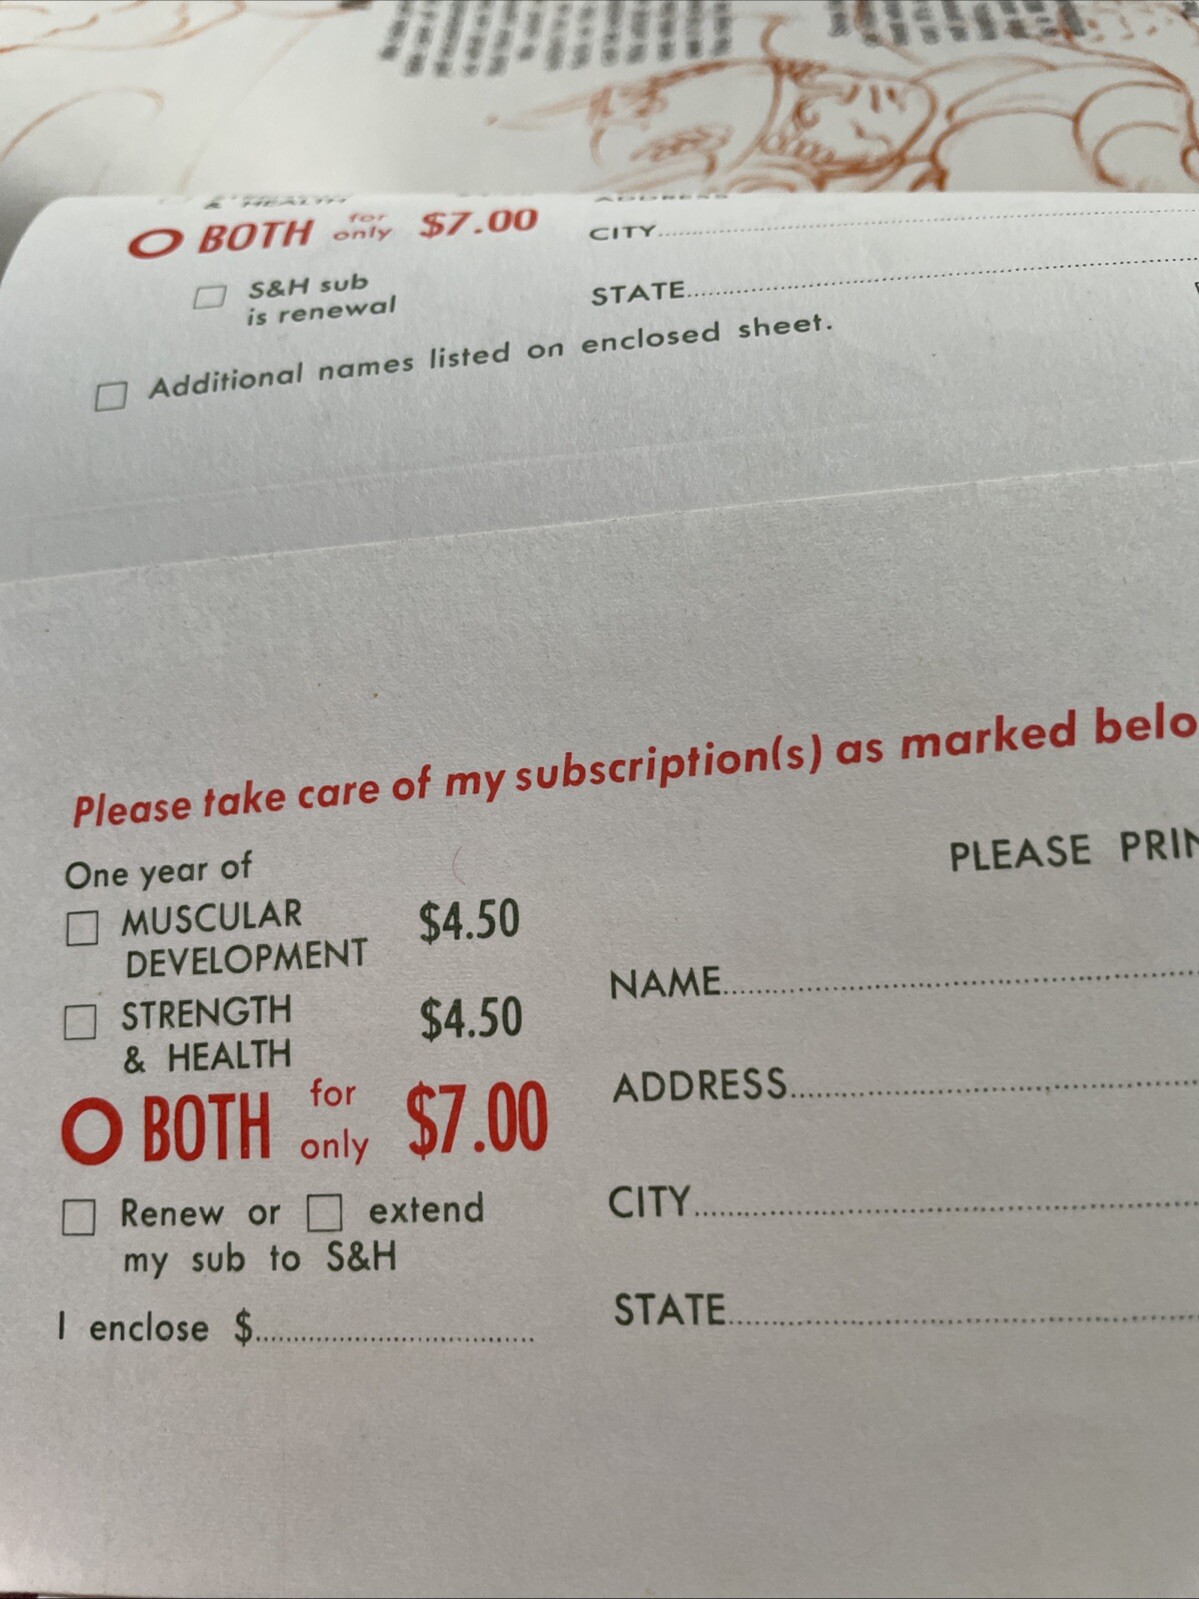 & HEALTH
ADDRESS
BOTH for only $7.00
CITY
S&H sub
is renewal
STATE
Additional names listed on enclosed sheet.
Please take care of my subscription(s) as marked belo
One year of
PLEASE PRIN
MUSCULAR
DEVELOPMENT $4.50
NAME
STRENGTH
& HEALTH $4.50
ADDRESS
BOTH for only $7.00
CITY
Renew or extend
my sub to S&H
STATE
I enclose $